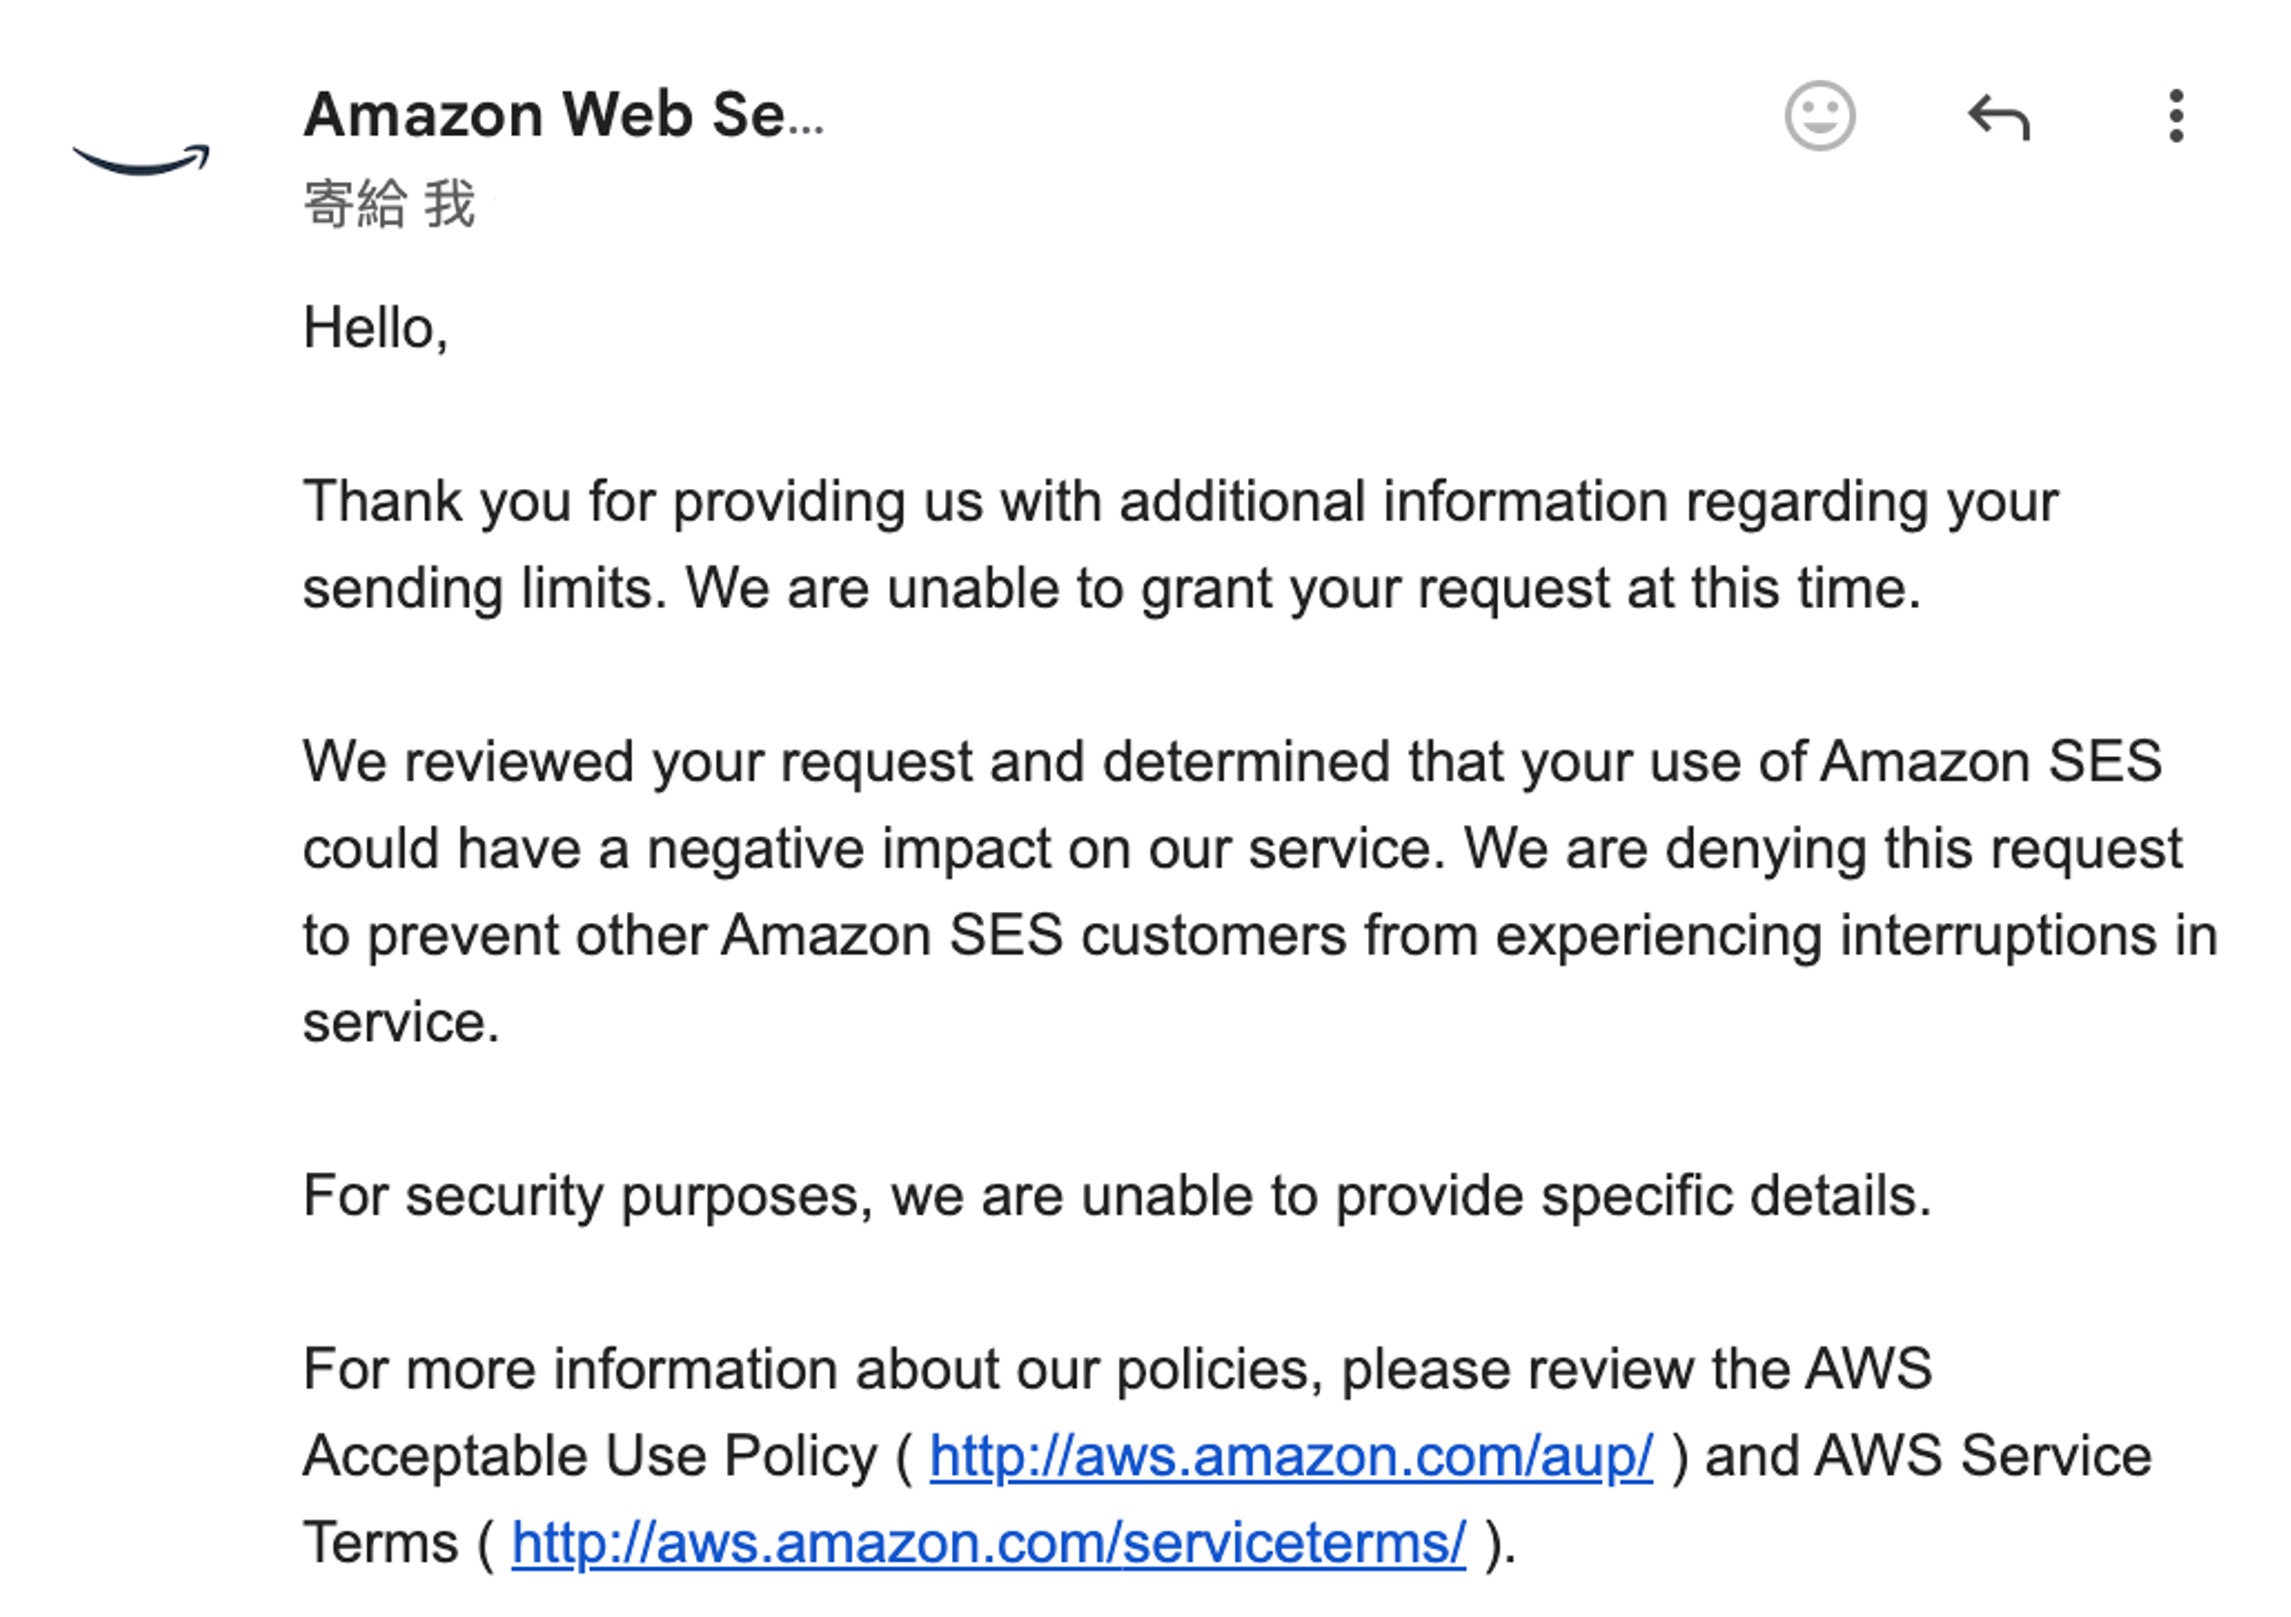 Amazon Web Se...
寄給 我
Hello,
Thank you for providing us with additional information regarding your
sending limits. We are unable to grant your request at this time.
We reviewed your request and determined that your use of Amazon SES
could have a negative impact on our service. We are denying this request
to prevent other Amazon SES customers from experiencing interruptions in
service.
For security purposes, we are unable to provide specific details.
For more information about our policies, please review the AWS
Acceptable Use Policy ( http://aws.amazon.com/aup/ ) and AWS Service
Terms ( http://aws.amazon.com/serviceterms/ ).